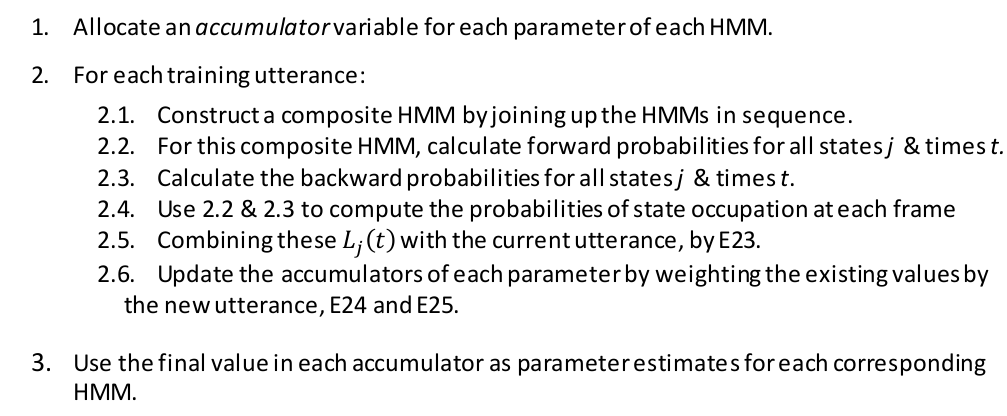 1. Allocate an accumulator variable for each parameter of each HMM.
2. For each training utterance:
2.1. Construct a composite HMM by joining up the HMMs in sequence.
2.2. For this composite HMM, calculate forward probabilities for all states j & times t.
2.3. Calculate the backward probabilities for all states j & times t.
2.4. Use 2.2 & 2.3 to compute the probabilities of state occupation at each frame
2.5. Combining these L_j(t) with the current utterance, by E23.
2.6. Update the accumulators of each parameter by weighting the existing values by
the new utterance, E24 and E25.
3. Use the final value in each accumulator as parameter estimates for each corresponding
HMM.